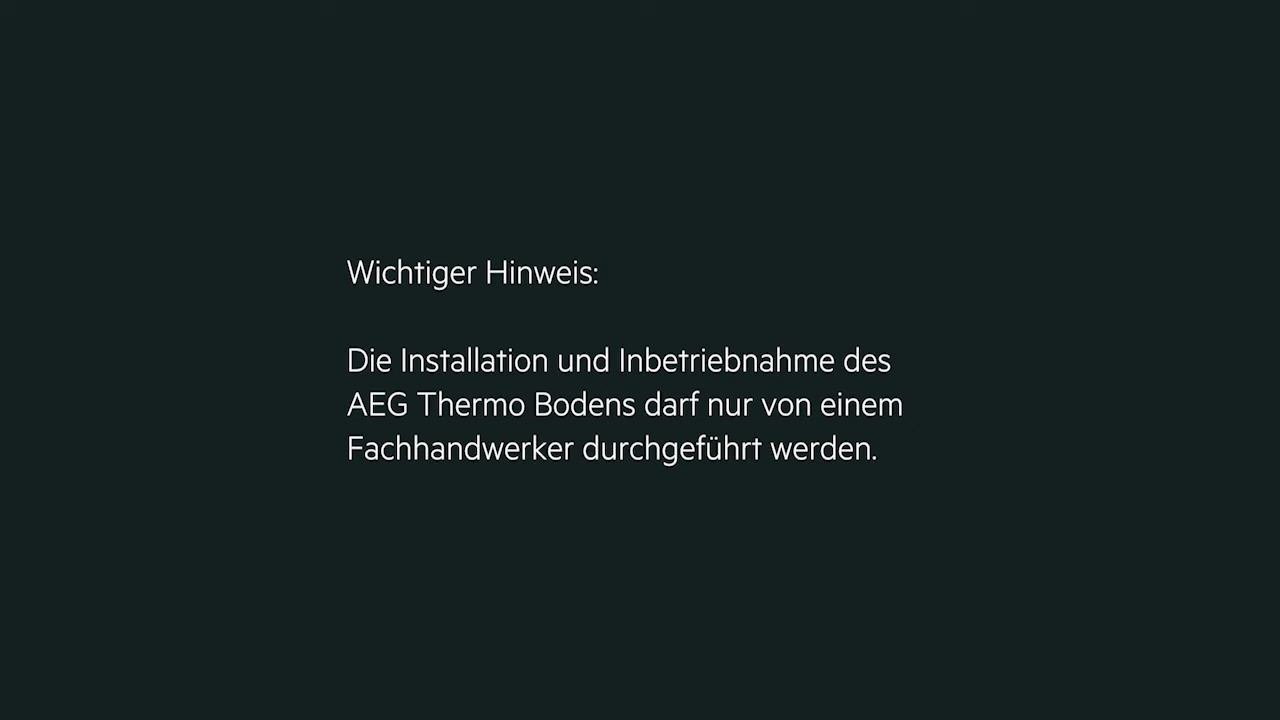 Wichtiger Hinweis:
Die Installation und Inbetriebnahme des
AEG Thermo Bodens darf nur von einem
Fachhandwerker durchgeführt werden.